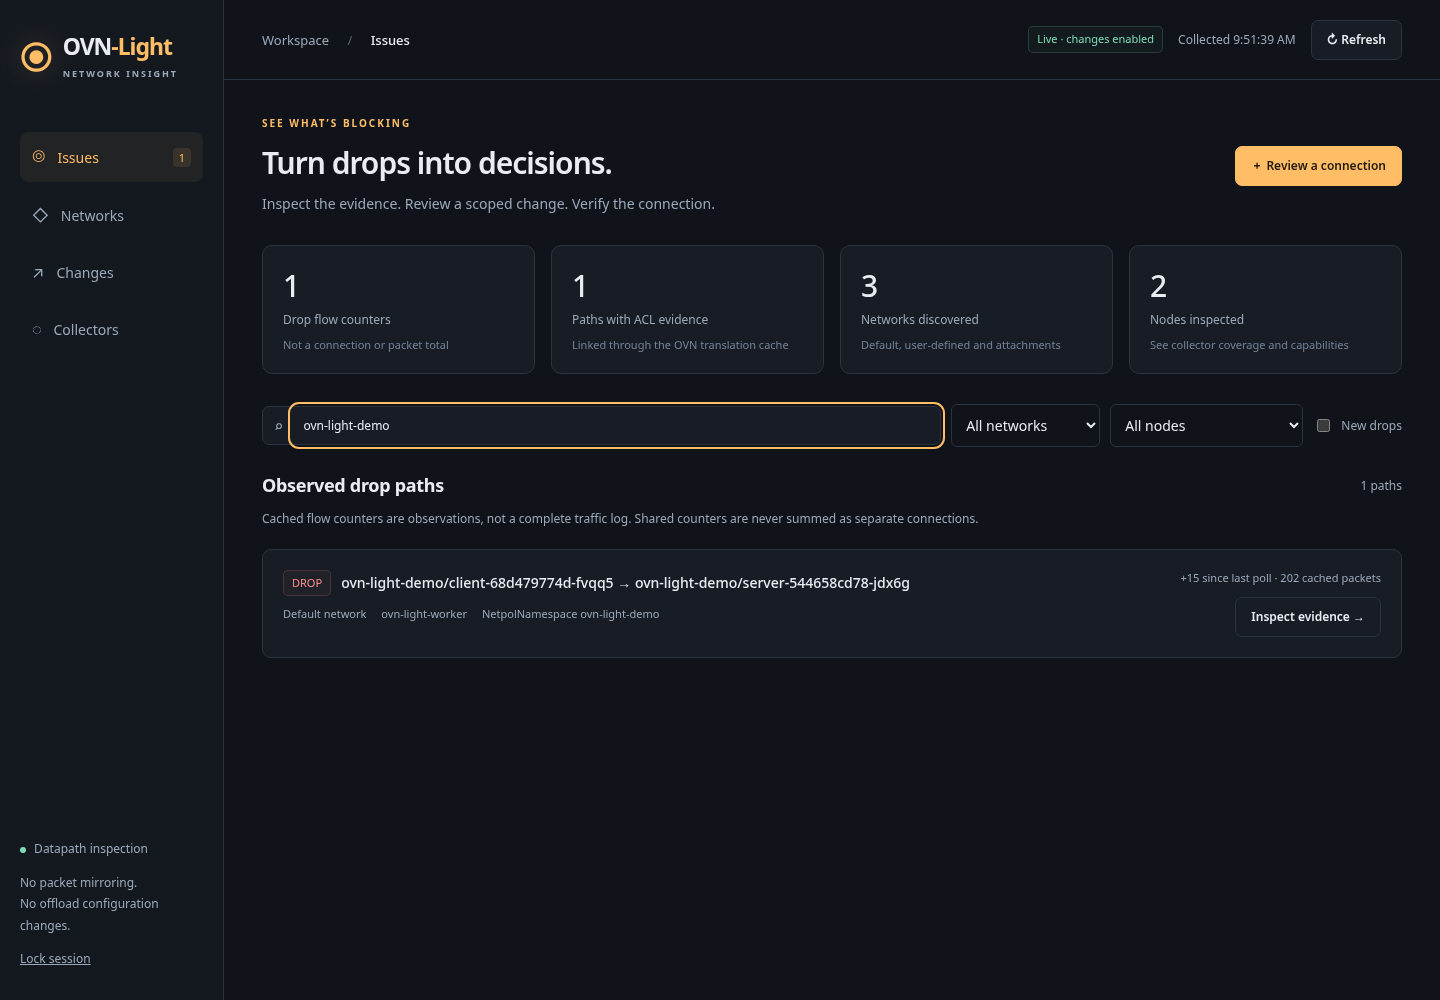 OVN-Light
NETWORK INSIGHT
Issues 1
Networks
Changes
Collectors
Datapath inspection
No packet mirroring.
No offload configuration
changes.
Lock session
Workspace / Issues
Live · changes enabled
Collected 9:51:39 AM
↻ Refresh
SEE WHAT’S BLOCKING
Turn drops into decisions.
Inspect the evidence. Review a scoped change. Verify the connection.
+ Review a connection
1
Drop flow counters
Not a connection or packet total
1
Paths with ACL evidence
Linked through the OVN translation cache
3
Networks discovered
Default, user-defined and attachments
2
Nodes inspected
See collector coverage and capabilities
ovn-light-demo
All networks
All nodes
New drops
Observed drop paths
1 paths
Cached flow counters are observations, not a complete traffic log. Shared counters are never summed as separate connections.
DROP ovn-light-demo/client-68d479774d-fvqq5 → ovn-light-demo/server-544658cd78-jdx6g
+15 since last poll · 202 cached packets
Default network ovn-light-worker NetpolNamespace ovn-light-demo
Inspect evidence →